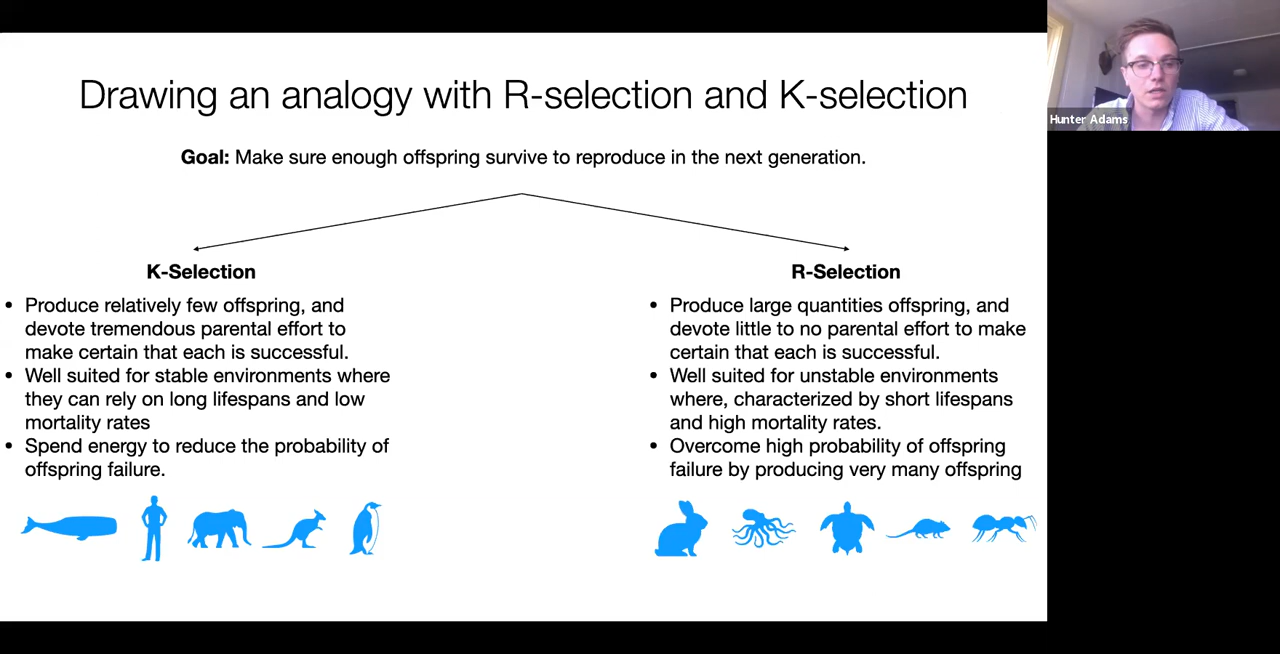 Drawing an analogy with R-selection and K-selection
Hunter Adams
Goal: Make sure enough offspring survive to reproduce in the next generation.
K-Selection
• Produce relatively few offspring, and
devote tremendous parental effort to
make certain that each is successful.
• Well suited for stable environments where
they can rely on long lifespans and low
mortality rates
• Spend energy to reduce the probability of
offspring failure.
R-Selection
• Produce large quantities offspring, and
devote little to no parental effort to make
certain that each is successful.
• Well suited for unstable environments
where, characterized by short lifespans
and high mortality rates.
• Overcome high probability of offspring
failure by producing very many offspring